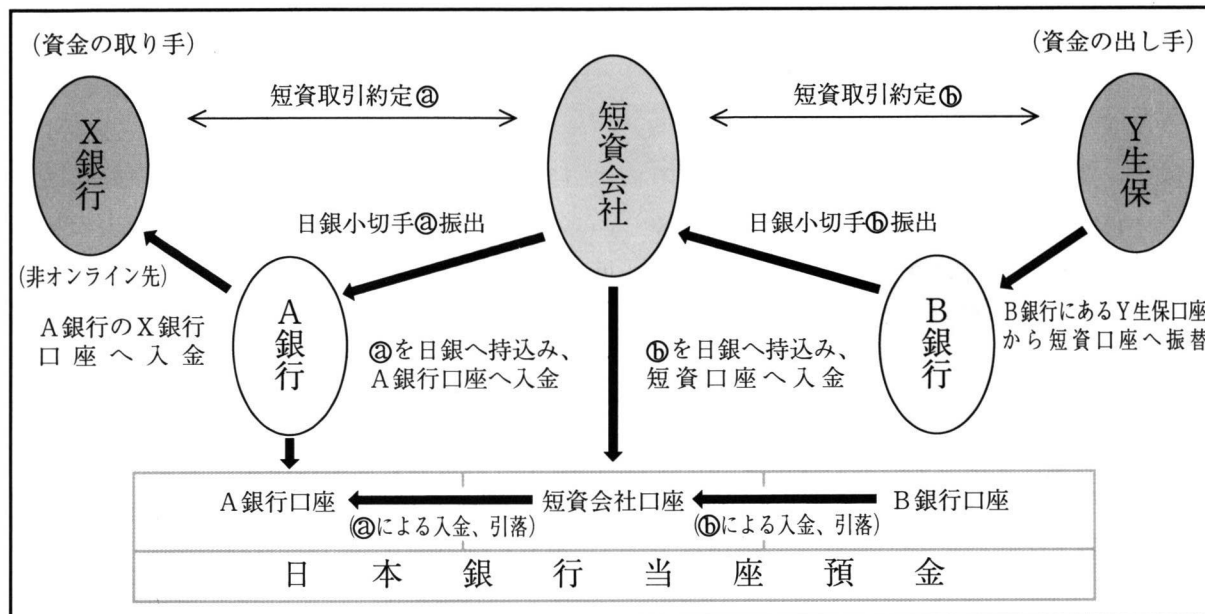 (資金の取り手)
(資金の出し手)
短資取引約定ⓐ
短資取引約定ⓑ
X銀行
短資会社
Y生保
日銀小切手ⓐ振出
日銀小切手ⓑ振出
(非オンライン先)
A銀行のX銀行
口座へ入金
A銀行
ⓐを日銀へ持込み、
A銀行口座へ入金
ⓑを日銀へ持込み、
短資口座へ入金
B銀行
B銀行にあるY生保口座
から短資口座へ振替
A銀行口座
短資会社口座
B銀行口座
(ⓐによる入金、引落)
(ⓑによる入金、引落)
日本銀行当座預金